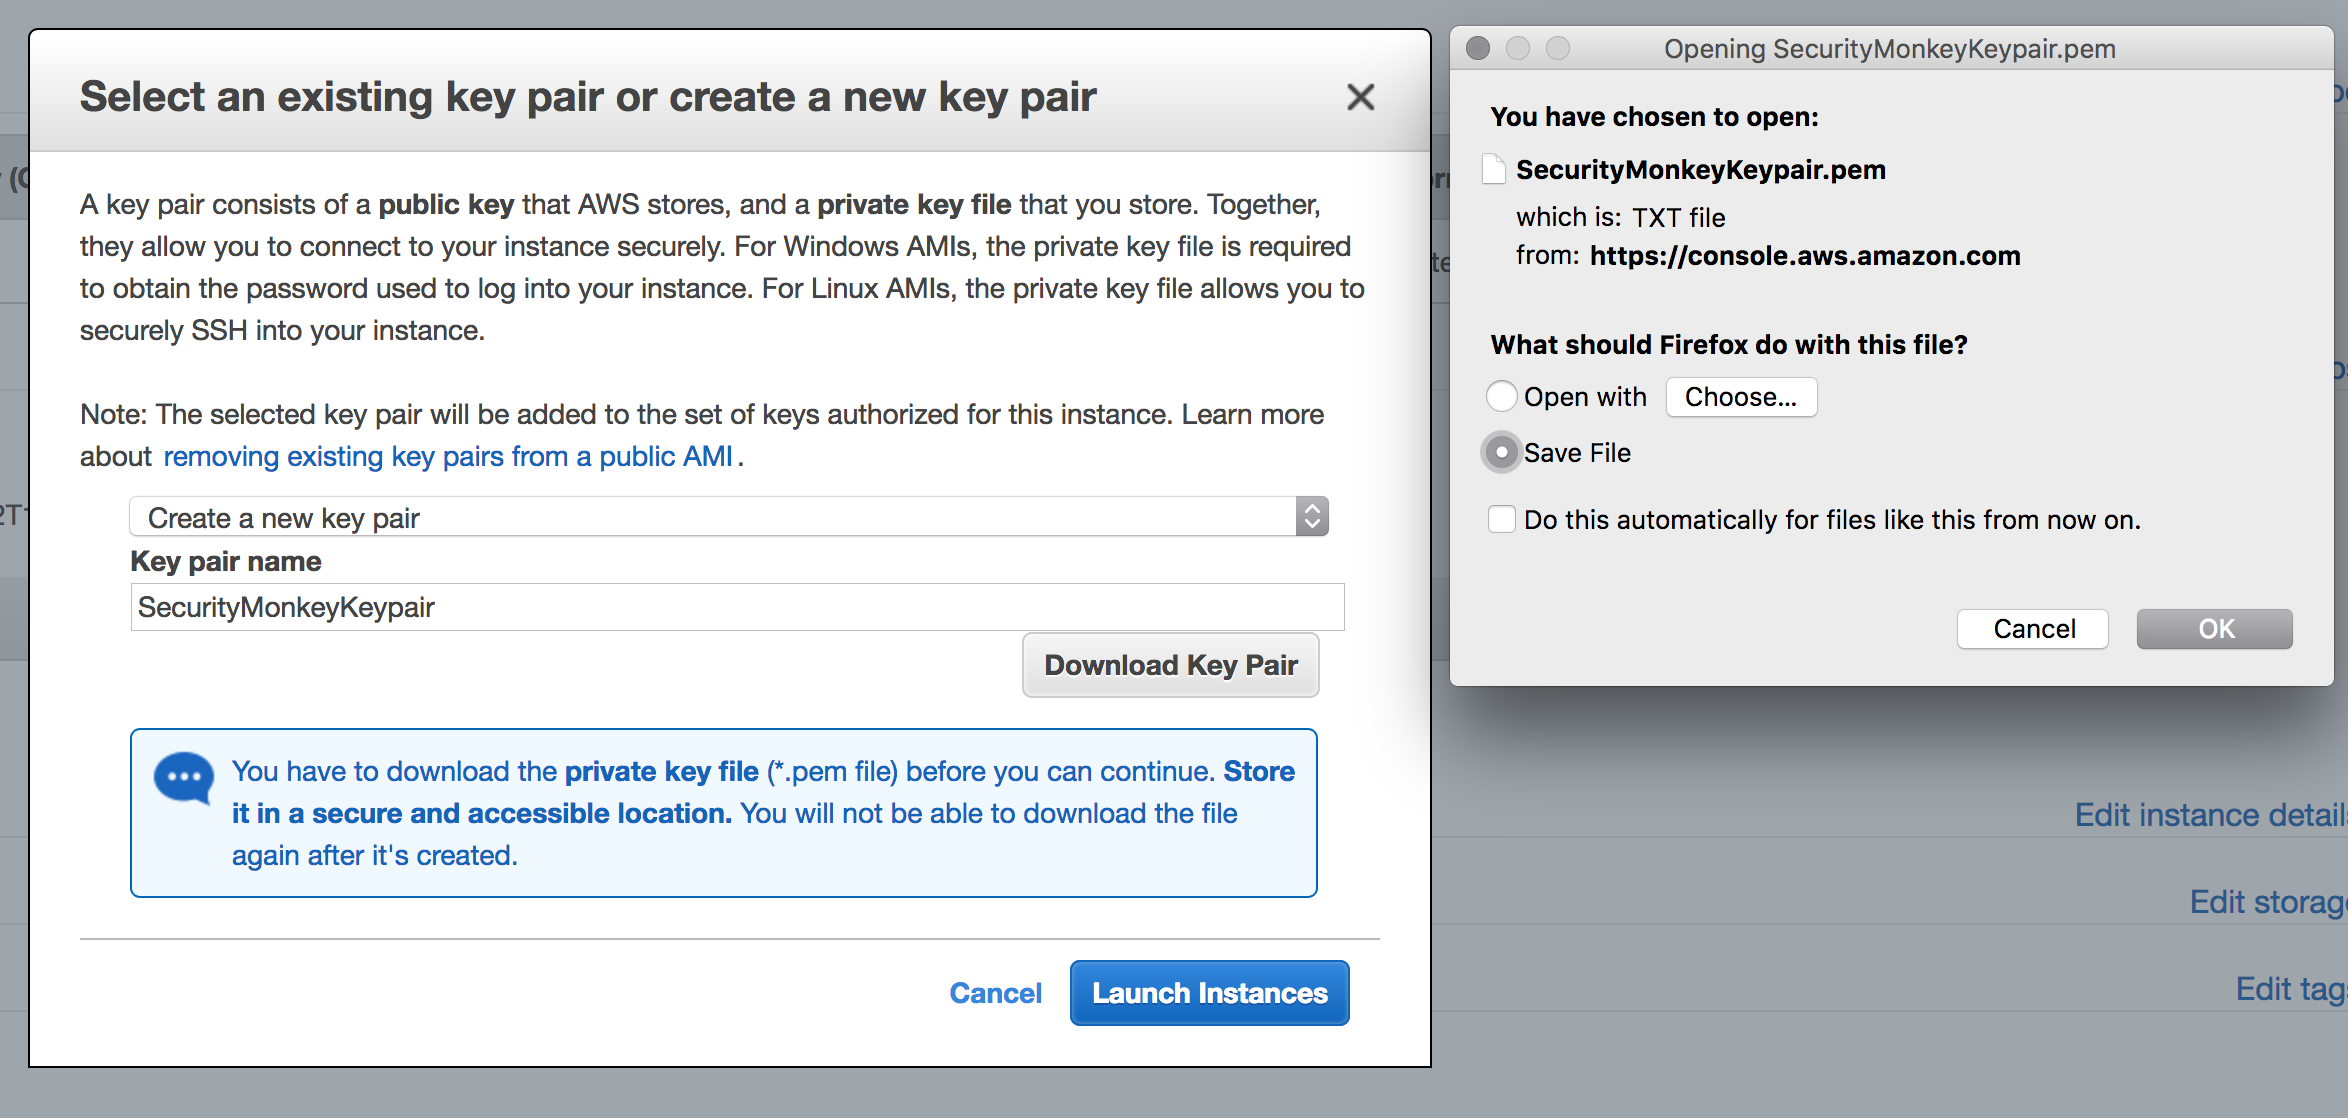 Select an existing key pair or create a new key pair
A key pair consists of a public key that AWS stores, and a private key file that you store. Together,
they allow you to connect to your instance securely. For Windows AMIs, the private key file is required
to obtain the password used to log into your instance. For Linux AMIs, the private key file allows you to
securely SSH into your instance.
Note: The selected key pair will be added to the set of keys authorized for this instance. Learn more
about removing existing key pairs from a public AMI.
Create a new key pair
Key pair name
SecurityMonkeyKeypair
Download Key Pair
You have to download the private key file (*.pem file) before you can continue. Store
it in a secure and accessible location. You will not be able to download the file
again after it's created.
Cancel
Launch Instances
Opening SecurityMonkeyKeypair.pem
You have chosen to open:
SecurityMonkeyKeypair.pem
which is: TXT file
from: https://console.aws.amazon.com
What should Firefox do with this file?
Open with Choose...
Save File
Do this automatically for files like this from now on.
Cancel
OK
Edit instance details
Edit storage
Edit tags